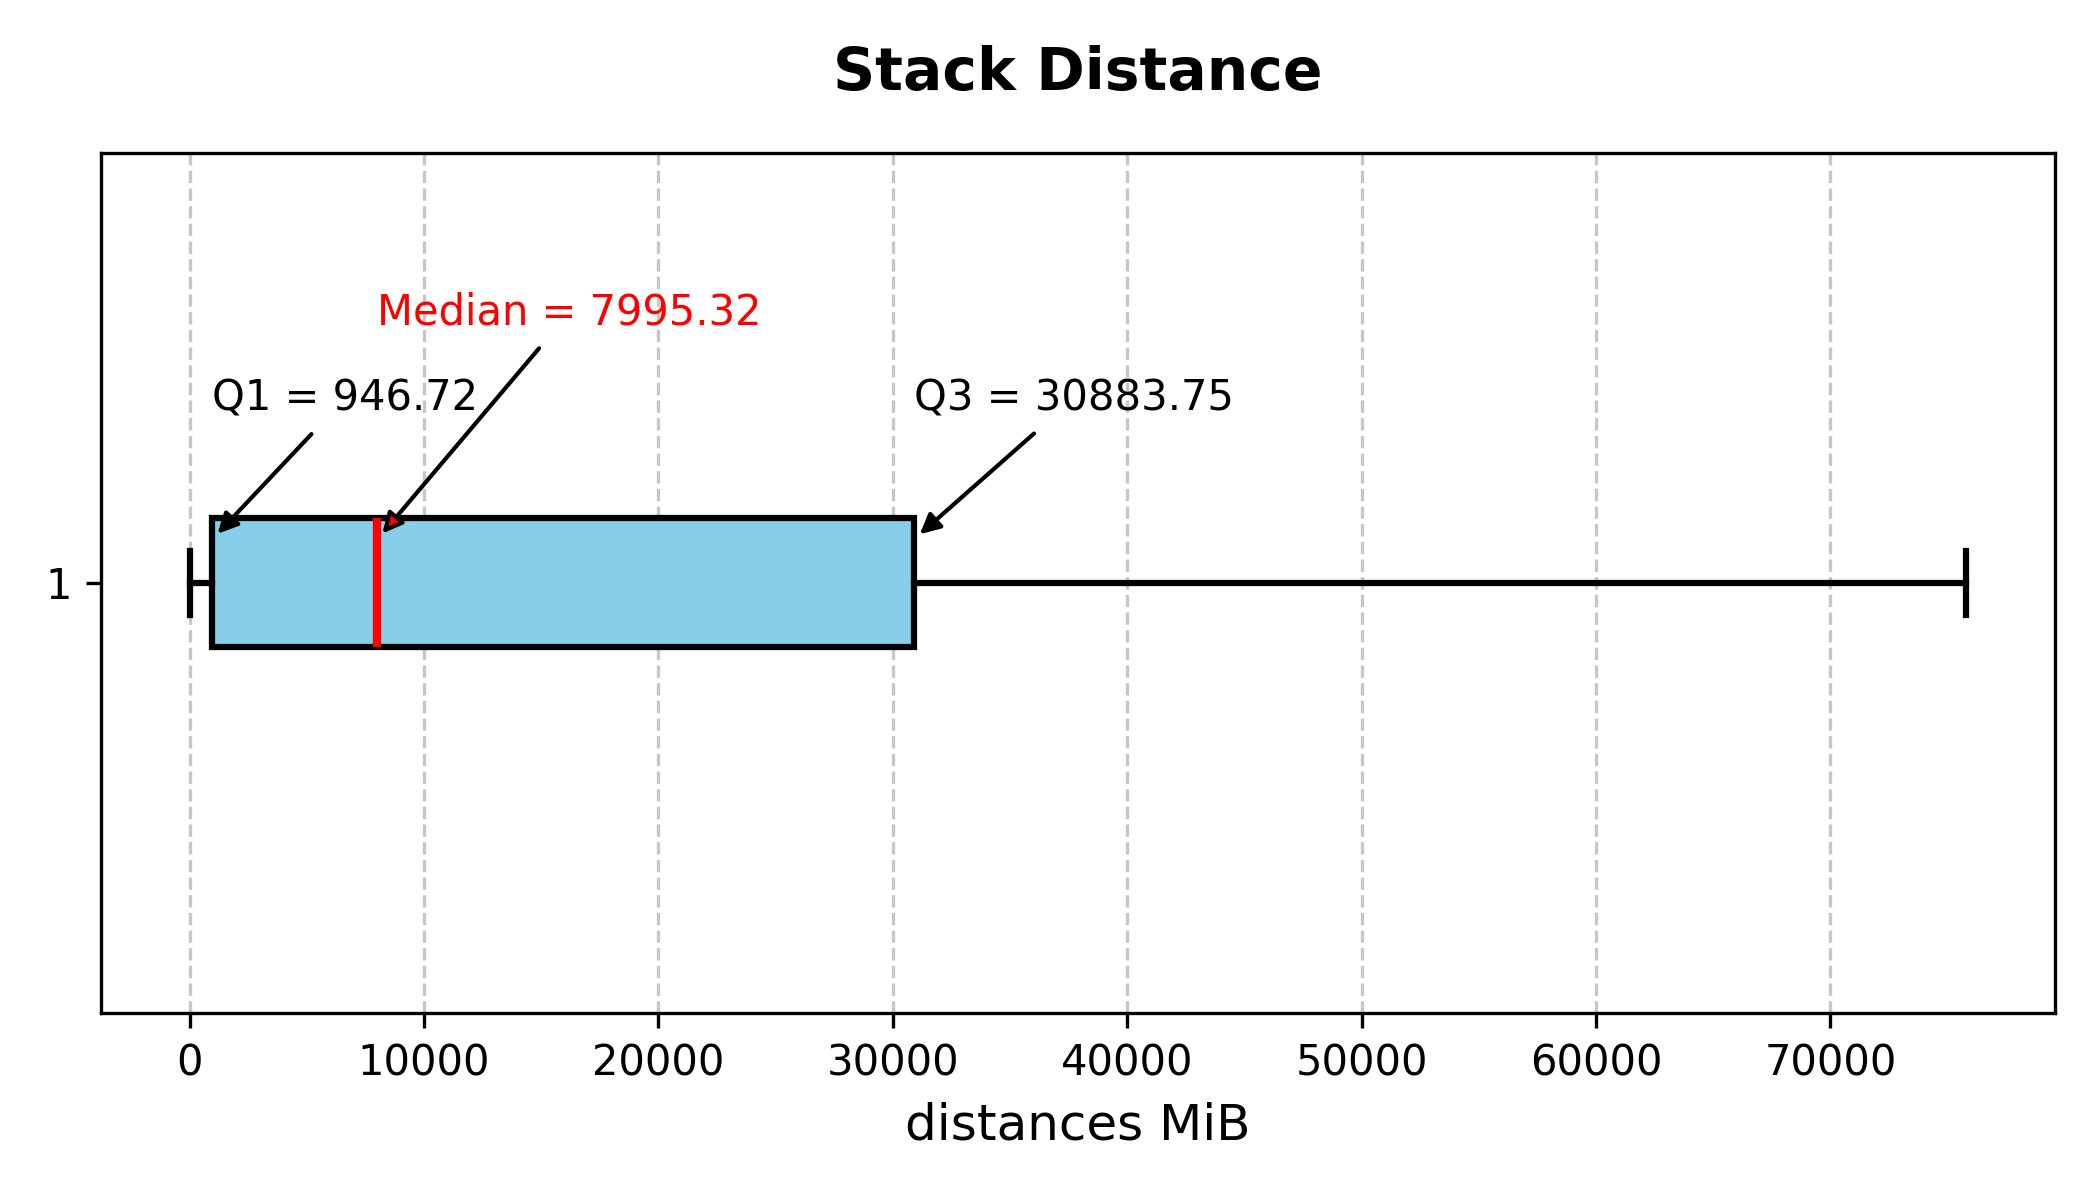 Stack Distance
Median = 7995.32
Q1 = 946.72
Q3 = 30883.75
1
0 10000 20000 30000 40000 50000 60000 70000
distances MiB